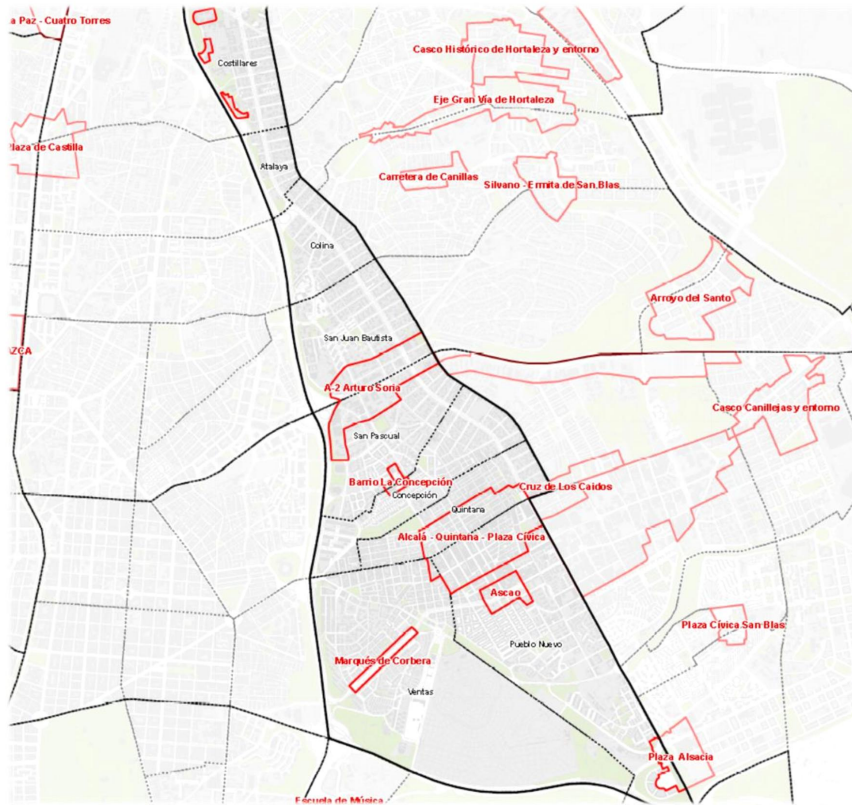 a Paz - Cuatro Torres
Costillares
Casco Histórico de Hortaleza y entorno
Eje Gran Vía de Hortaleza
laza de Castilla
Atalaya
Carretera de Canillas
Silvano - Ermita de San Blas
Colina
Arroyo del Santo
San Juan Bautista
AZCA
A-2 Arturo Soria
Casco Canillejas y entorno
San Pascual
Barrio La Concepción
Concepción
Cruz de Los Caidos
Quintana
Alcalá - Quintana - Plaza Cívica
Ascao
Plaza Cívica San Blas
Pueblo Nuevo
Marqués de Corbera
Ventas
Plaza Alsacia
Escuela de Música